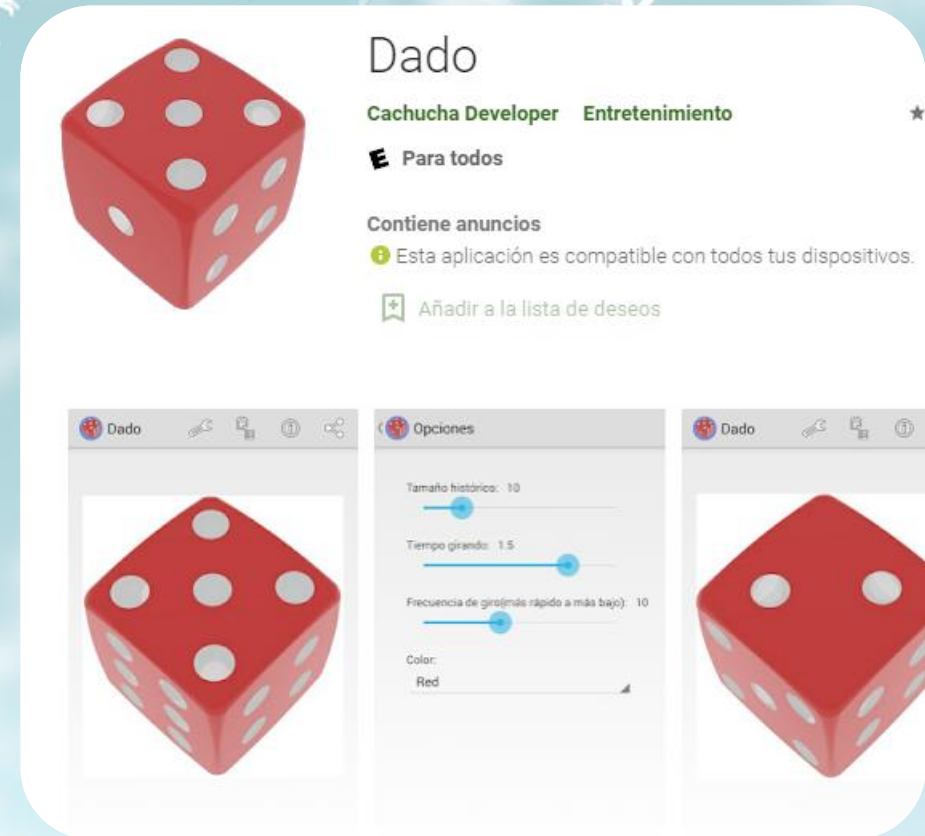 Dado
Cachucha Developer Entretenimiento
E Para todos
Contiene anuncios
Esta aplicación es compatible con todos tus dispositivos.
Añadir a la lista de deseos
Dado
Opciones
Dado
Tamaño histórico: 10
Tiempo girando: 1.5
Frecuencia de giro(más rápido a más bajo): 10
Color:
Red